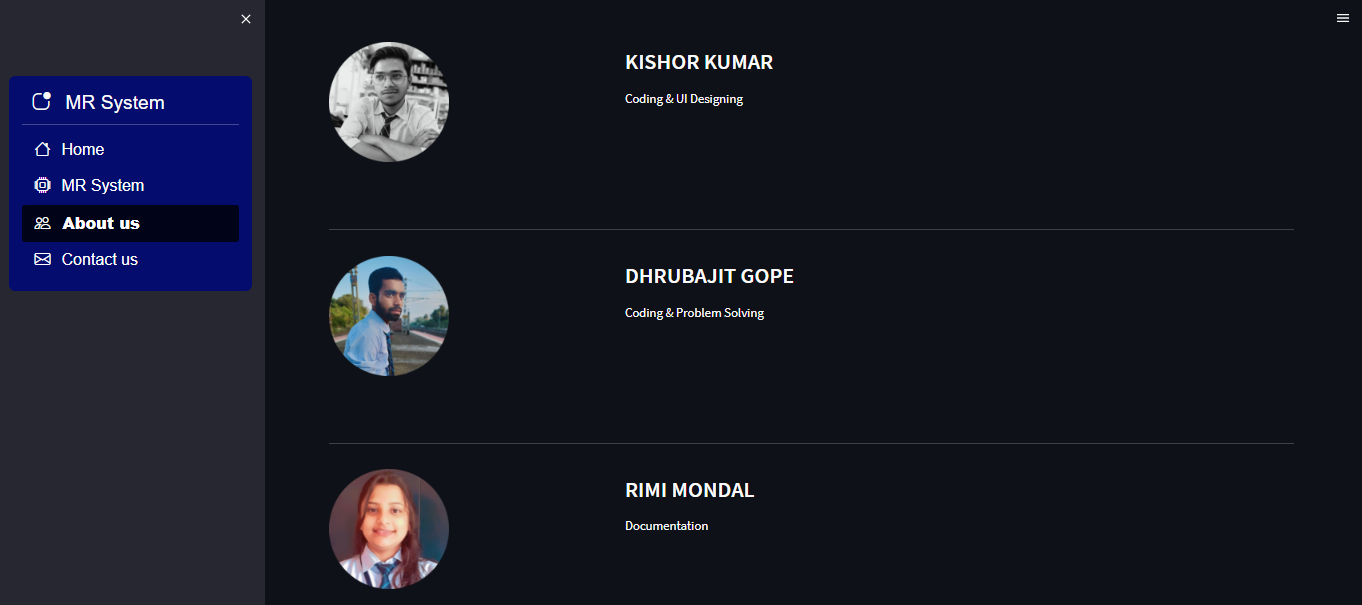 MR System
Home
MR System
About us
Contact us
KISHOR KUMAR
Coding & UI Designing
DHRUBAJIT GOPE
Coding & Problem Solving
RIMI MONDAL
Documentation